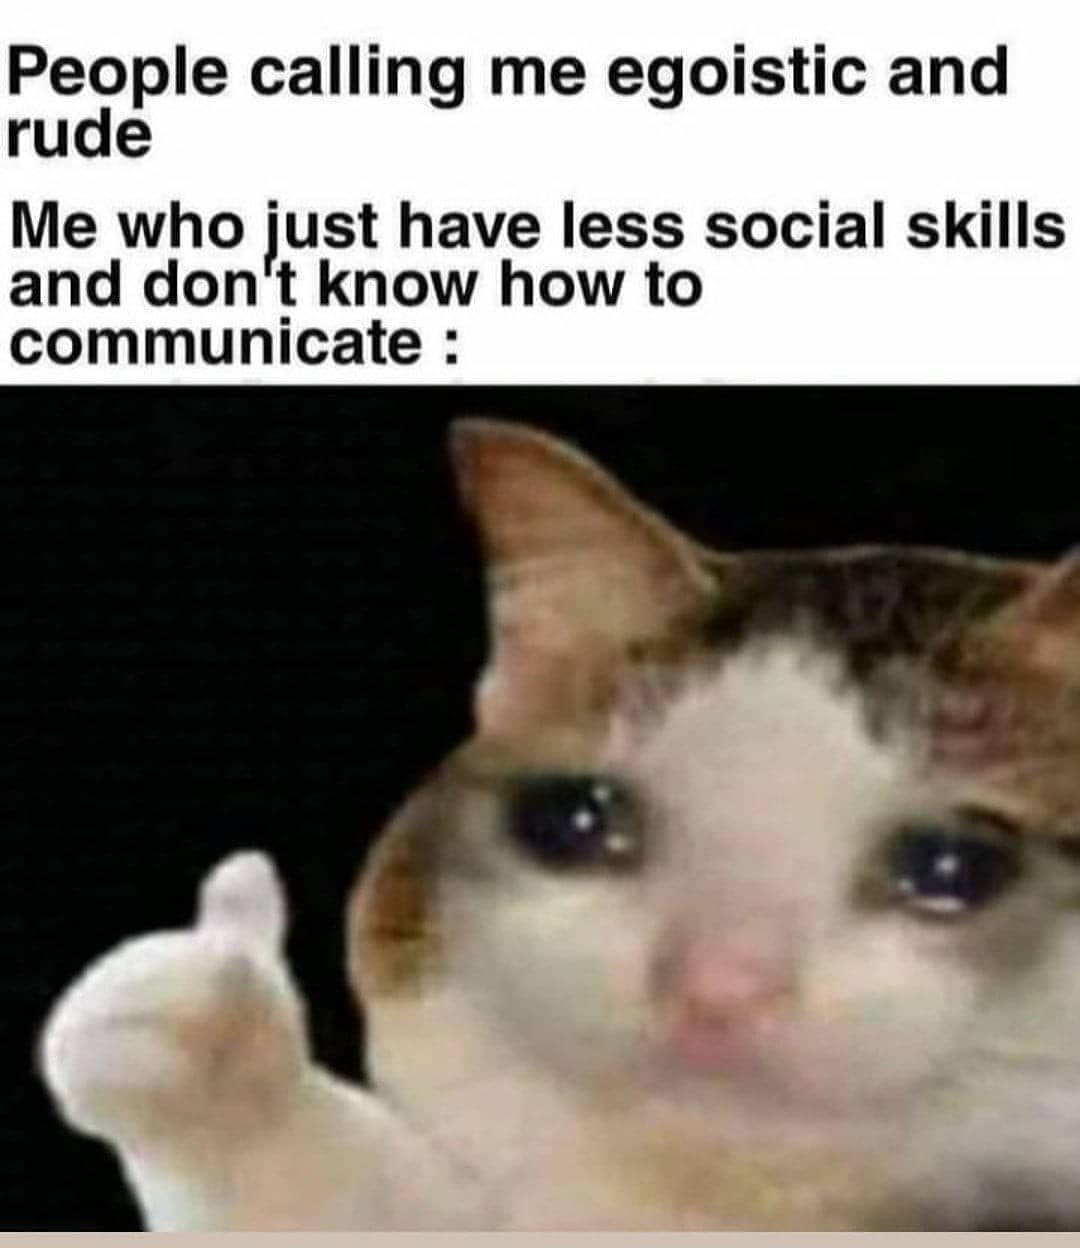 People calling me egoistic and
rude
Me who just have less social skills
and don't know how to
communicate :